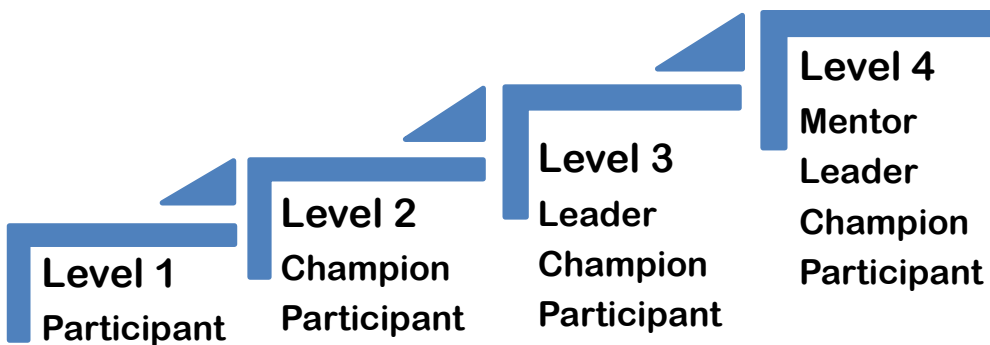 Level 1
Participant
Level 2
Champion
Participant
Level 3
Leader
Champion
Participant
Level 4
Mentor
Leader
Champion
Participant